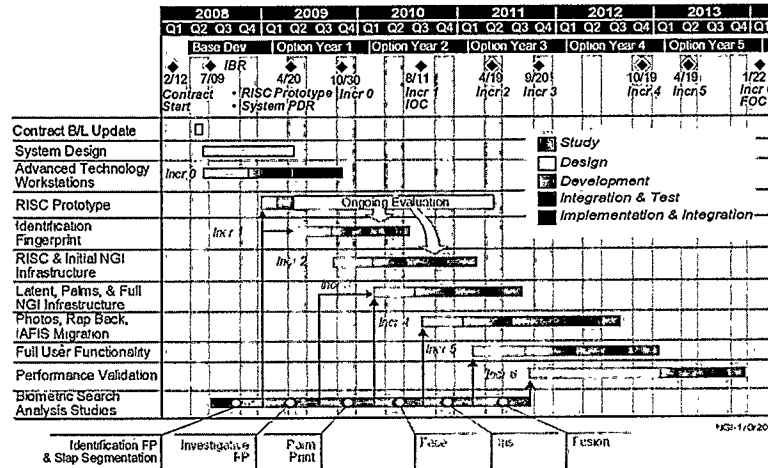 2008 2009 2010 2011 2012 2013
Q1 Q2 Q3 Q4 Q1 Q2 Q3 Q4 Q1 Q2 Q3 Q4 Q1 Q2 Q3 Q4 Q1 Q2 Q3 Q4 Q1 Q2 Q3 Q4 Q1
Base Dev Option Year 1 Option Year 2 Option Year 3 Option Year 4 Option Year 5
IBR
2/12 7/09 4/20 10/30 8/11 4/19 9/20 10/19 4/19 1/22
Contract Start
• RISC Prototype
• System PDR
Incr 0
Incr 1
IOC
Incr 2
Incr 3
Incr 4
Incr 5
FOC
Contract B/L Update
System Design
Advanced Technology
Workstations
Incr 0
RISC Prototype
Ongoing Evaluation
Identification
Fingerprint
Incr 1
RISC & Initial NGI
Infrastructure
Incr 2
Latent, Palms, & Full
NGI Infrastructure
Photos, Rap Back,
IAFIS Migration
Incr 4
Full User Functionality
Incr 5
Performance Validation
Incr 6
Biometric Search
Analysis Studies
Study
Design
Development
Integration & Test
Implementation & Integration
Identification FP
& Slap Segmentation
Investigative
FP
Palm
Print
Face
Iris
Fusion